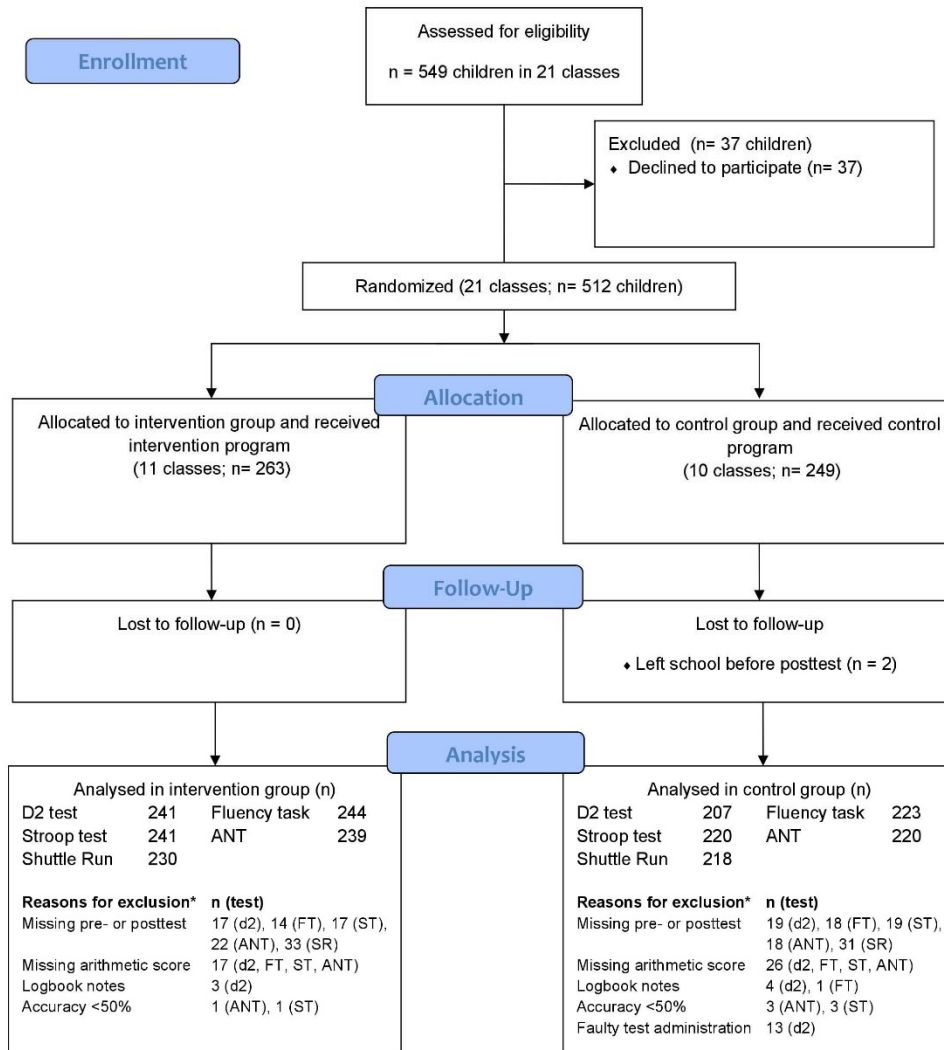 Enrollment
Assessed for eligibility
n = 549 children in 21 classes
Excluded (n= 37 children)
♦ Declined to participate (n= 37)
Randomized (21 classes; n= 512 children)
Allocation
Allocated to intervention group and received
intervention program
(11 classes; n= 263)
Allocated to control group and received control
program
(10 classes; n= 249)
Follow-Up
Lost to follow-up (n = 0)
Lost to follow-up
♦ Left school before posttest (n = 2)
Analysis
Analysed in intervention group (n)
D2 test 241 Fluency task 244
Stroop test 241 ANT 239
Shuttle Run 230
Reasons for exclusion* n (test)
Missing pre- or posttest 17 (d2), 14 (FT), 17 (ST),
22 (ANT), 33 (SR)
Missing arithmetic score 17 (d2, FT, ST, ANT)
Logbook notes 3 (d2)
Accuracy <50% 1 (ANT), 1 (ST)
Analysed in control group (n)
D2 test 207 Fluency task 223
Stroop test 220 ANT 220
Shuttle Run 218
Reasons for exclusion* n (test)
Missing pre- or posttest 19 (d2), 18 (FT), 19 (ST),
18 (ANT), 31 (SR)
Missing arithmetic score 26 (d2, FT, ST, ANT)
Logbook notes 4 (d2), 1 (FT)
Accuracy <50% 3 (ANT), 3 (ST)
Faulty test administration 13 (d2)